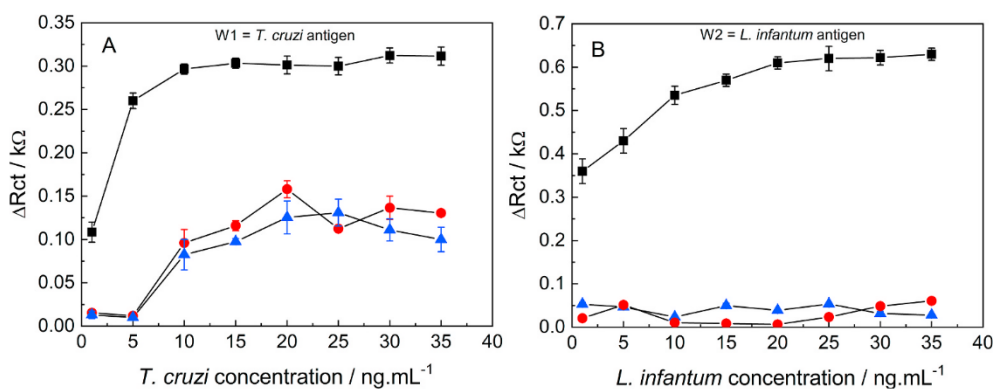 A
W1 = T. cruzi antigen
0.35
0.30
0.25
0.20
0.15
0.10
0.05
0.00
ΔRct / kΩ
0 5 10 15 20 25 30 35 40
T. cruzi concentration / ng.mL⁻¹
B
W2 = L. infantum antigen
0.7
0.6
0.5
0.4
0.3
0.2
0.1
0.0
ΔRct / kΩ
0 5 10 15 20 25 30 35 40
L. infantum concentration / ng.mL⁻¹